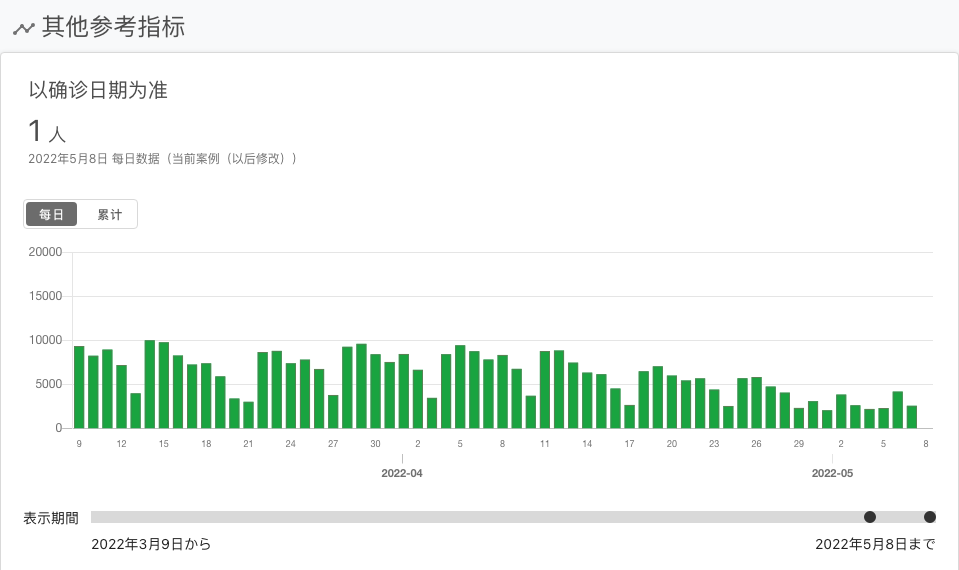 其他参考指标
以确诊日期为准
1 人
2022年5月8日 每日数据（当前案例（以后修改））
每日 累计
20000
15000
10000
5000
0
9 12 15 18 21 24 27 30 2 5 8 11 14 17 20 23 26 29 2 5 8
2022-04 2022-05
表示期間
2022年3月9日から 2022年5月8日まで